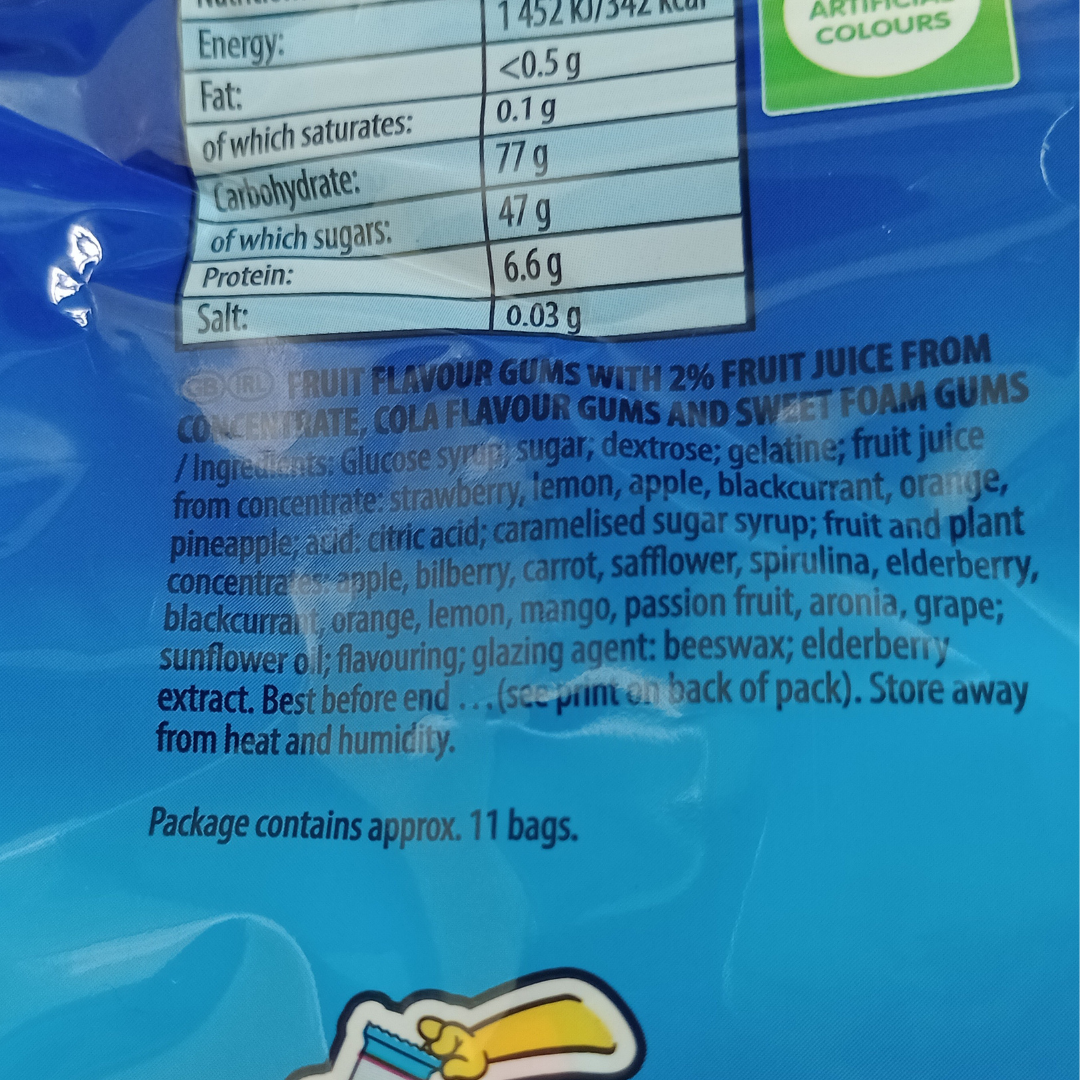 1 452 kJ/342 kcal
Energy:
<0.5 g
Fat:
0.1 g
of which saturates:
77 g
Carbohydrate:
47 g
of which sugars:
6.6 g
Protein:
0.03 g
Salt:
COLOURS
GB IRL FRUIT FLAVOUR GUMS WITH 2% FRUIT JUICE FROM
CONCENTRATE, COLA FLAVOUR GUMS AND SWEET FOAM GUMS
/ Ingredients: Glucose syrup; sugar; dextrose; gelatine; fruit juice
from concentrate: strawberry, lemon, apple, blackcurrant, orange,
pineapple; acid: citric acid; caramelised sugar syrup; fruit and plant
concentrates: apple, bilberry, carrot, safflower, spirulina, elderberry,
blackcurrant, orange, lemon, mango, passion fruit, aronia, grape;
sunflower oil; flavouring; glazing agent: beeswax; elderberry
extract. Best before end ...(see print on back of pack). Store away
from heat and humidity.
Package contains approx. 11 bags.